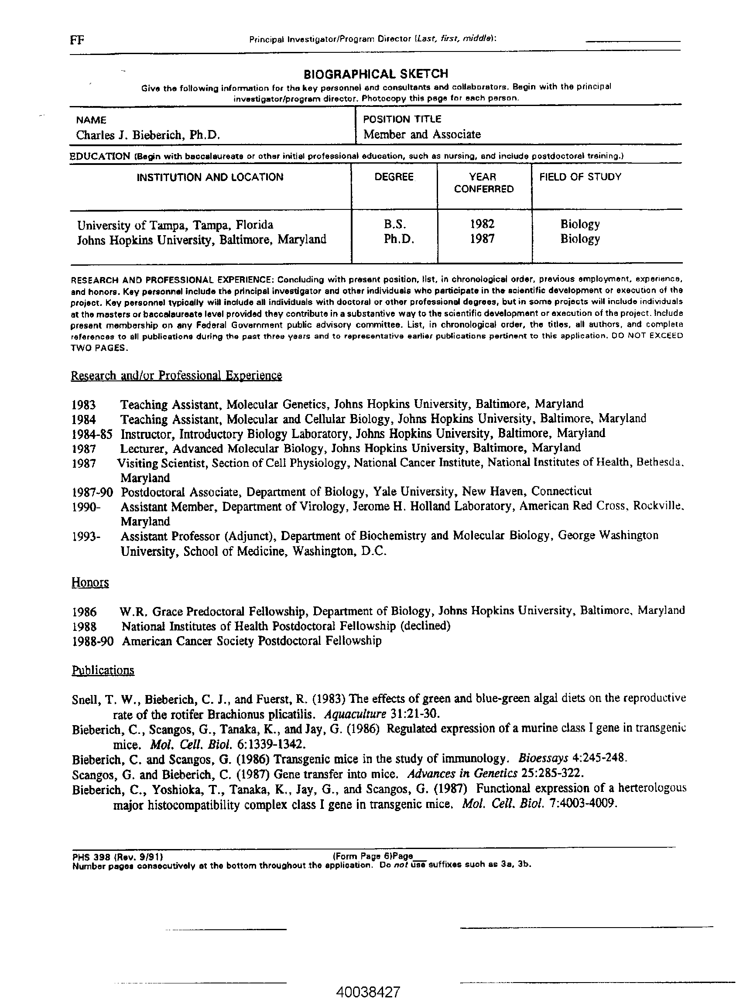 FF
Principal Investigator/Program Director (Last, first, middle):
BIOGRAPHICAL SKETCH
Give the following information for the key personnel and consultants and collaborators. Begin with the principal
investigator/program director. Photocopy this page for each person.
NAME
Charles J. Bieberich, Ph.D.
POSITION TITLE
Member and Associate
EDUCATION (Begin with baccalaureate or other initial professional education, such as nursing, and include postdoctoral training.)
INSTITUTION AND LOCATION
DEGREE
YEAR
CONFERRED
FIELD OF STUDY
University of Tampa, Tampa, Florida B.S. 1982 Biology
Johns Hopkins University, Baltimore, Maryland Ph.D. 1987 Biology
RESEARCH AND PROFESSIONAL EXPERIENCE: Concluding with present position, list, in chronological order, previous employment, experience,
and honors. Key personnel include the principal investigator and other individuals who participate in the scientific development or execution of the
project. Key personnel typically will include all individuals with doctoral or other professional degrees, but in some projects will include individuals
at the masters or baccalaureate level provided they contribute in a substantive way to the scientific development or execution of the project. Include
present membership on any Federal Government public advisory committee. List, in chronological order, the titles, all authors, and complete
references to all publications during the past three years and to representative earlier publications pertinent to this application. DO NOT EXCEED
TWO PAGES.
Research and/or Professional Experience
1983 Teaching Assistant, Molecular Genetics, Johns Hopkins University, Baltimore, Maryland
1984 Teaching Assistant, Molecular and Cellular Biology, Johns Hopkins University, Baltimore, Maryland
1984-85 Instructor, Introductory Biology Laboratory, Johns Hopkins University, Baltimore, Maryland
1987 Lecturer, Advanced Molecular Biology, Johns Hopkins University, Baltimore, Maryland
1987 Visiting Scientist, Section of Cell Physiology, National Cancer Institute, National Institutes of Health, Bethesda,
Maryland
1987-90 Postdoctoral Associate, Department of Biology, Yale University, New Haven, Connecticut
1990- Assistant Member, Department of Virology, Jerome H. Holland Laboratory, American Red Cross, Rockville,
Maryland
1993- Assistant Professor (Adjunct), Department of Biochemistry and Molecular Biology, George Washington
University, School of Medicine, Washington, D.C.
Honors
1986 W.R. Grace Predoctoral Fellowship, Department of Biology, Johns Hopkins University, Baltimore, Maryland
1988 National Institutes of Health Postdoctoral Fellowship (declined)
1988-90 American Cancer Society Postdoctoral Fellowship
Publications
Snell, T. W., Bieberich, C. J., and Fuerst, R. (1983) The effects of green and blue-green algal diets on the reproductive
rate of the rotifer Brachionus plicatilis. Aquaculture 31:21-30.
Bieberich, C., Scangos, G., Tanaka, K., and Jay, G. (1986) Regulated expression of a murine class I gene in transgenic
mice. Mol. Cell. Biol. 6:1339-1342.
Bieberich, C. and Scangos, G. (1986) Transgenic mice in the study of immunology. Bioessays 4:245-248.
Scangos, G. and Bieberich, C. (1987) Gene transfer into mice. Advances in Genetics 25:285-322.
Bieberich, C., Yoshioka, T., Tanaka, K., Jay, G., and Scangos, G. (1987) Functional expression of a herterologous
major histocompatibility complex class I gene in transgenic mice. Mol. Cell. Biol. 7:4003-4009.
PHS 398 (Rev. 9/91) (Form Page 6)Page
Number pages consecutively at the bottom throughout the application. Do not use suffixes such as 3a, 3b.
40038427